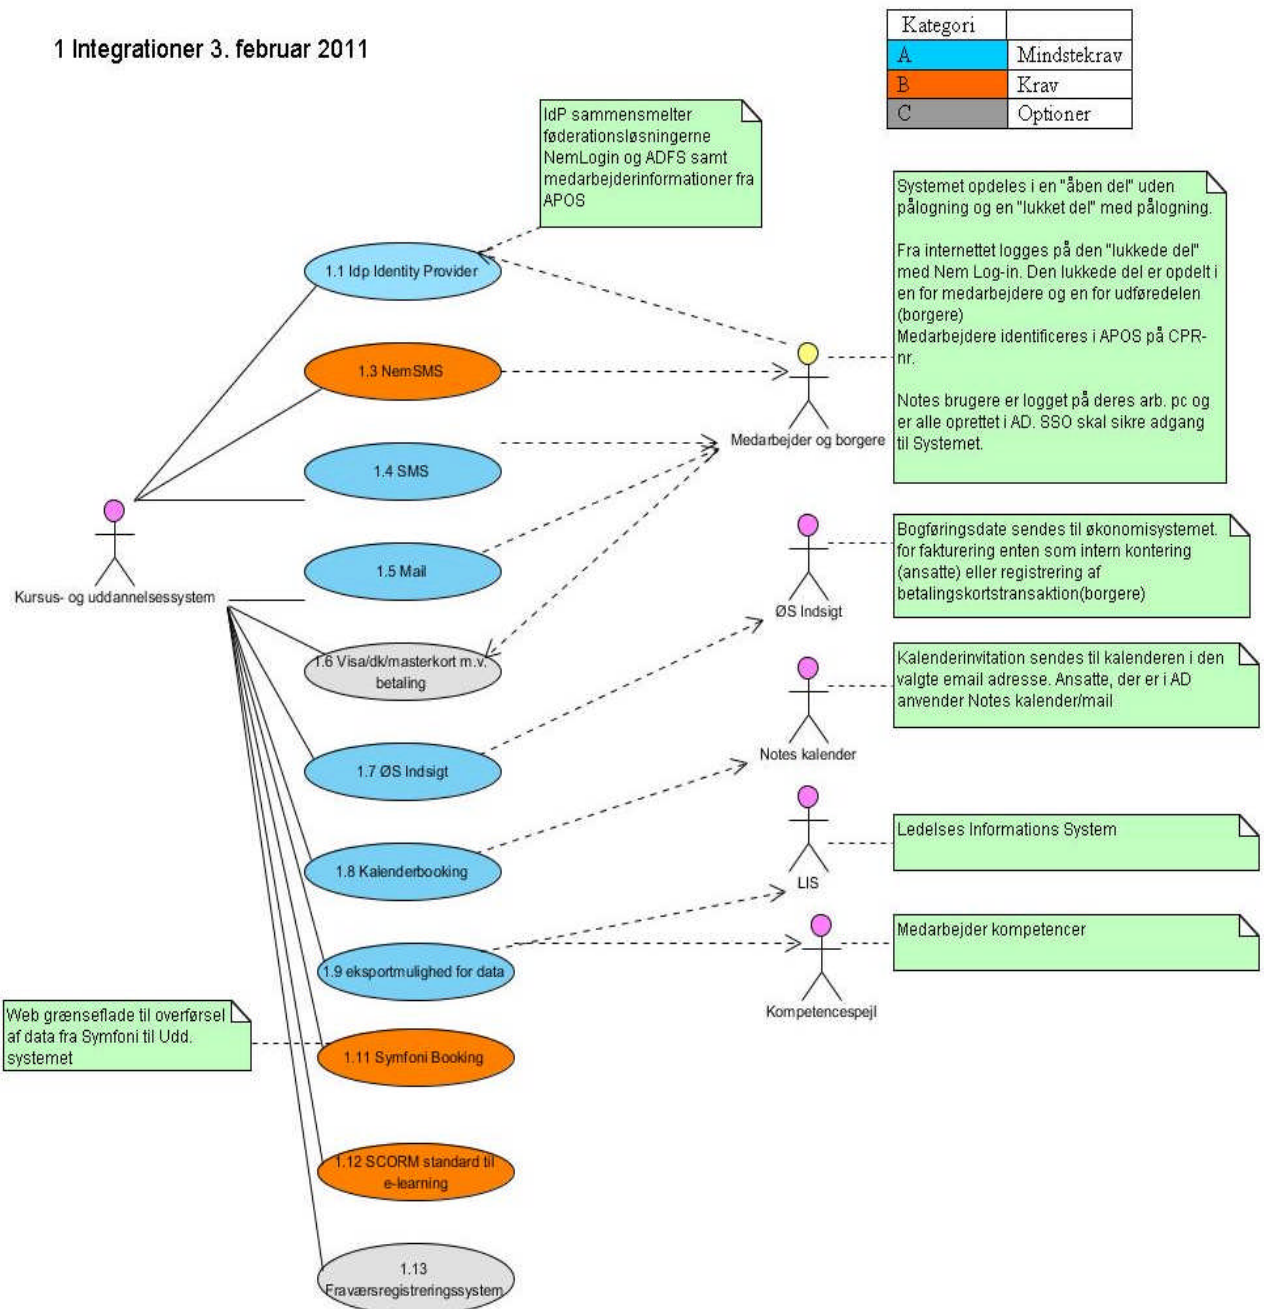 1 Integrationer 3. februar 2011
Kategori
A Mindstekrav
B Krav
C Optioner
IdP sammensmelter
føderationsløsningerne
NemLogin og ADFS samt
medarbejderinformationer fra
APOS
Systemet opdeles i en "åben del" uden
pålogning og en "lukket del" med pålogning.
Fra internettet logges på den "lukkede del"
med Nem Log-in. Den lukkede del er opdelt i
en for medarbejdere og en for udføredelen
(borgere)
Medarbejdere identificeres i APOS på CPR-
nr.
Notes brugere er logget på deres arb. pc og
er alle oprettet i AD. SSO skal sikre adgang
til Systemet.
1.1 Idp Identity Provider
1.3 NemSMS
Medarbejder og borgere
1.4 SMS
Kursus- og uddannelsessystem
1.5 Mail
Bogføringsdate sendes til økonomisystemet.
for fakturering enten som intern kontering
(ansatte) eller registrering af
betalingskortstransaktion(borgere)
ØS Indsigt
1.6 Visa/dk/masterkort m.v.
betaling
Kalenderinvitation sendes til kalenderen i den
valgte email adresse. Ansatte, der er i AD
anvender Notes kalender/mail
Notes kalender
1.7 ØS Indsigt
Ledelses Informations System
LIS
1.8 Kalenderbooking
Medarbejder kompetencer
1.9 eksportmulighed for data
Kompetencespejl
Web grænseflade til overførsel
af data fra Symfoni til Udd.
systemet
1.11 Symfoni Booking
1.12 SCORM standard til
e-learning
1.13
Fraværsregistreringssystem